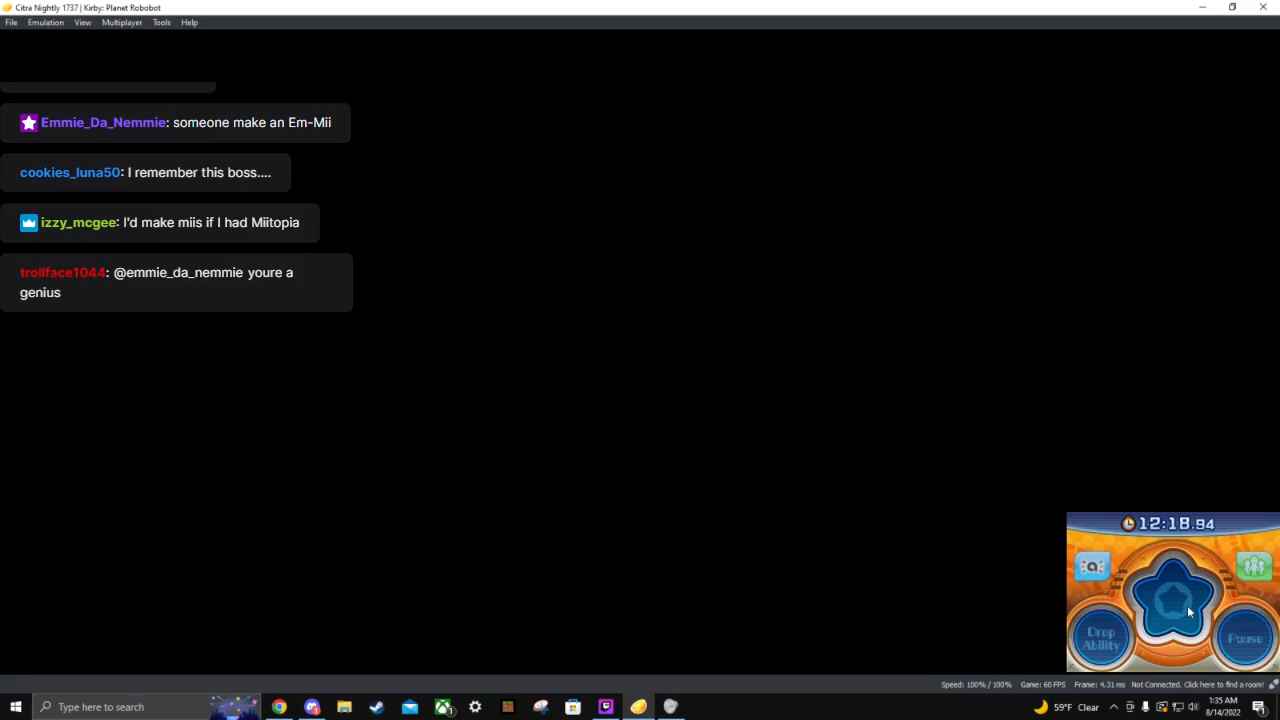 Citra Nightly 1737 | Kirby: Planet Robobot
File Emulation View Multiplayer Tools Help
Emmie_Da_Nemmie: someone make an Em-Mii
cookies_luna50: I remember this boss....
izzy_mcgee: I'd make miis if I had Miitopia
trollface1044: @emmie_da_nemmie youre a
genius
12:18.94
a
Drop
Ability
Pause
Speed: 100% / 100% Game: 60 FPS Frame: 4.31 ms Not Connected. Click here to find a room!
Type here to search
59°F Clear
1:35 AM
8/14/2022